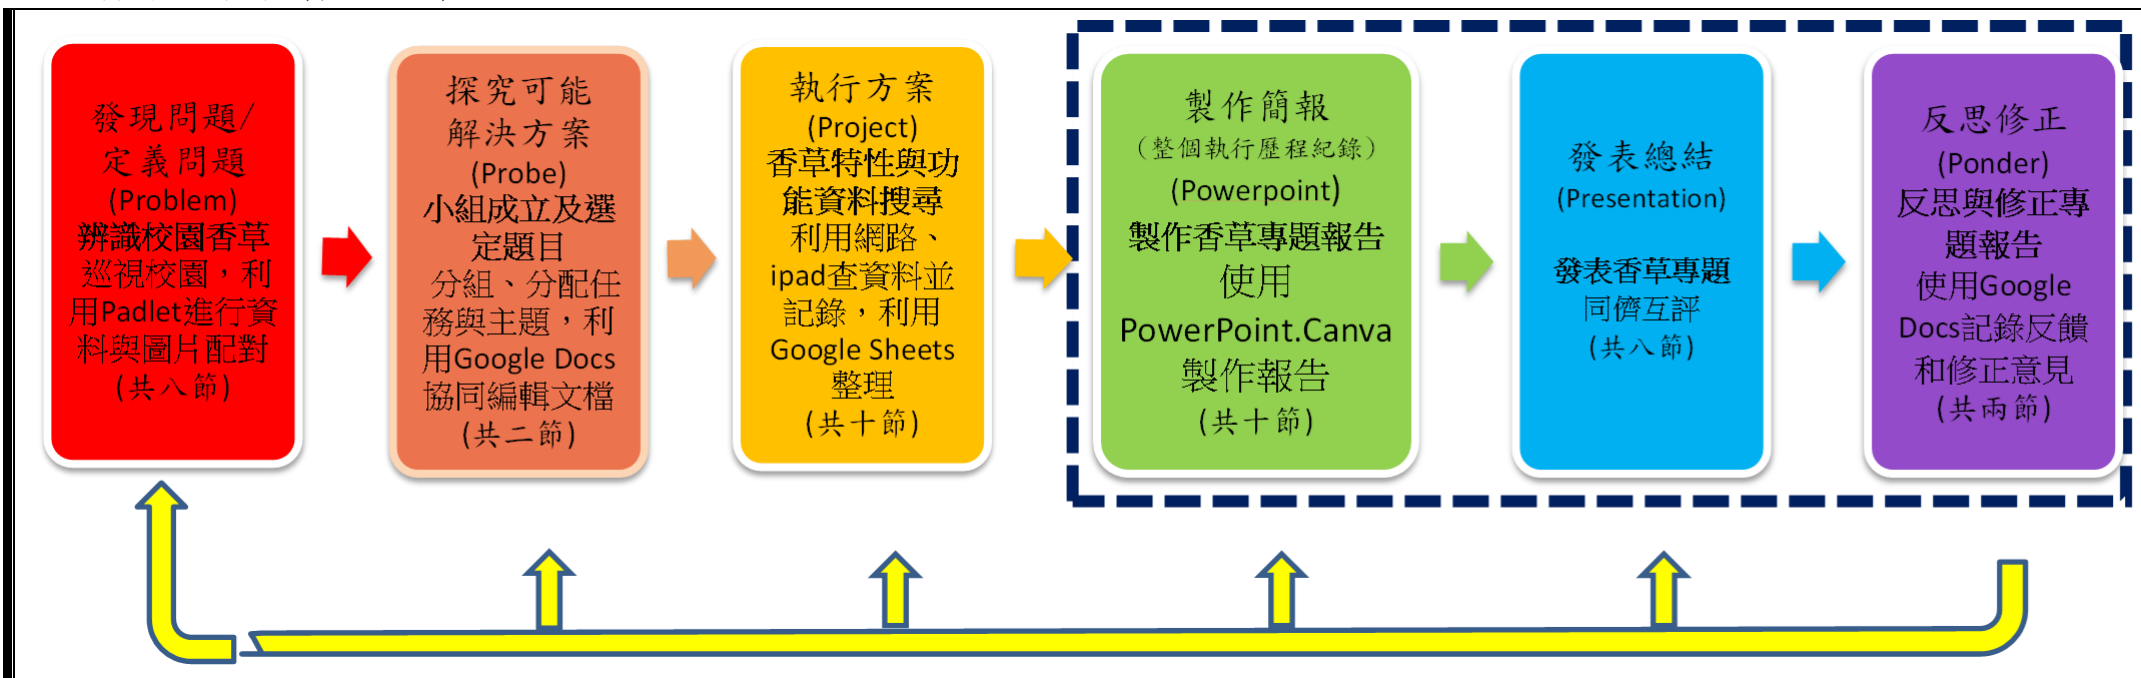 發現問題/
定義問題
(Problem)
辨識校園香草
巡視校園，利
用Padlet進行資
料與圖片配對
(共八節)
探究可能
解決方案
(Probe)
小組成立及選
定題目
分組、分配任
務與主題，利
用Google Docs
協同編輯文檔
(共二節)
執行方案
(Project)
香草特性與功
能資料搜尋
利用網路、
ipad查資料並
記錄，利用
Google Sheets
整理
(共十節)
製作簡報
（整個執行歷程紀錄）
(Powerpoint)
製作香草專題報告
使用
PowerPoint.Canva
製作報告
(共十節)
發表總結
(Presentation)
發表香草專題
同儕互評
(共八節)
反思修正
(Ponder)
反思與修正專
題報告
使用Google
Docs記錄反饋
和修正意見
(共兩節)